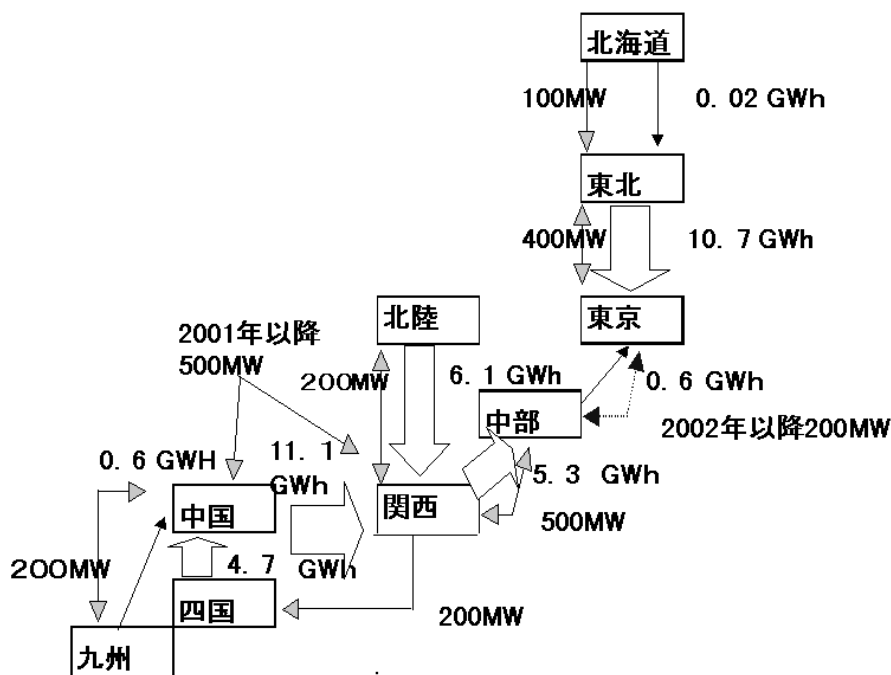 北海道
100MW
0. 02 GWh
東北
400MW
10. 7 GWh
東京
北陸
2001年以降
500MW
200MW
6. 1 GWh
0. 6 GWh
中部
2002年以降200MW
0. 6 GWH
11. 1
GWh
5. 3 GWh
中国
関西
500MW
200MW
4. 7 GWh
四国
200MW
九州